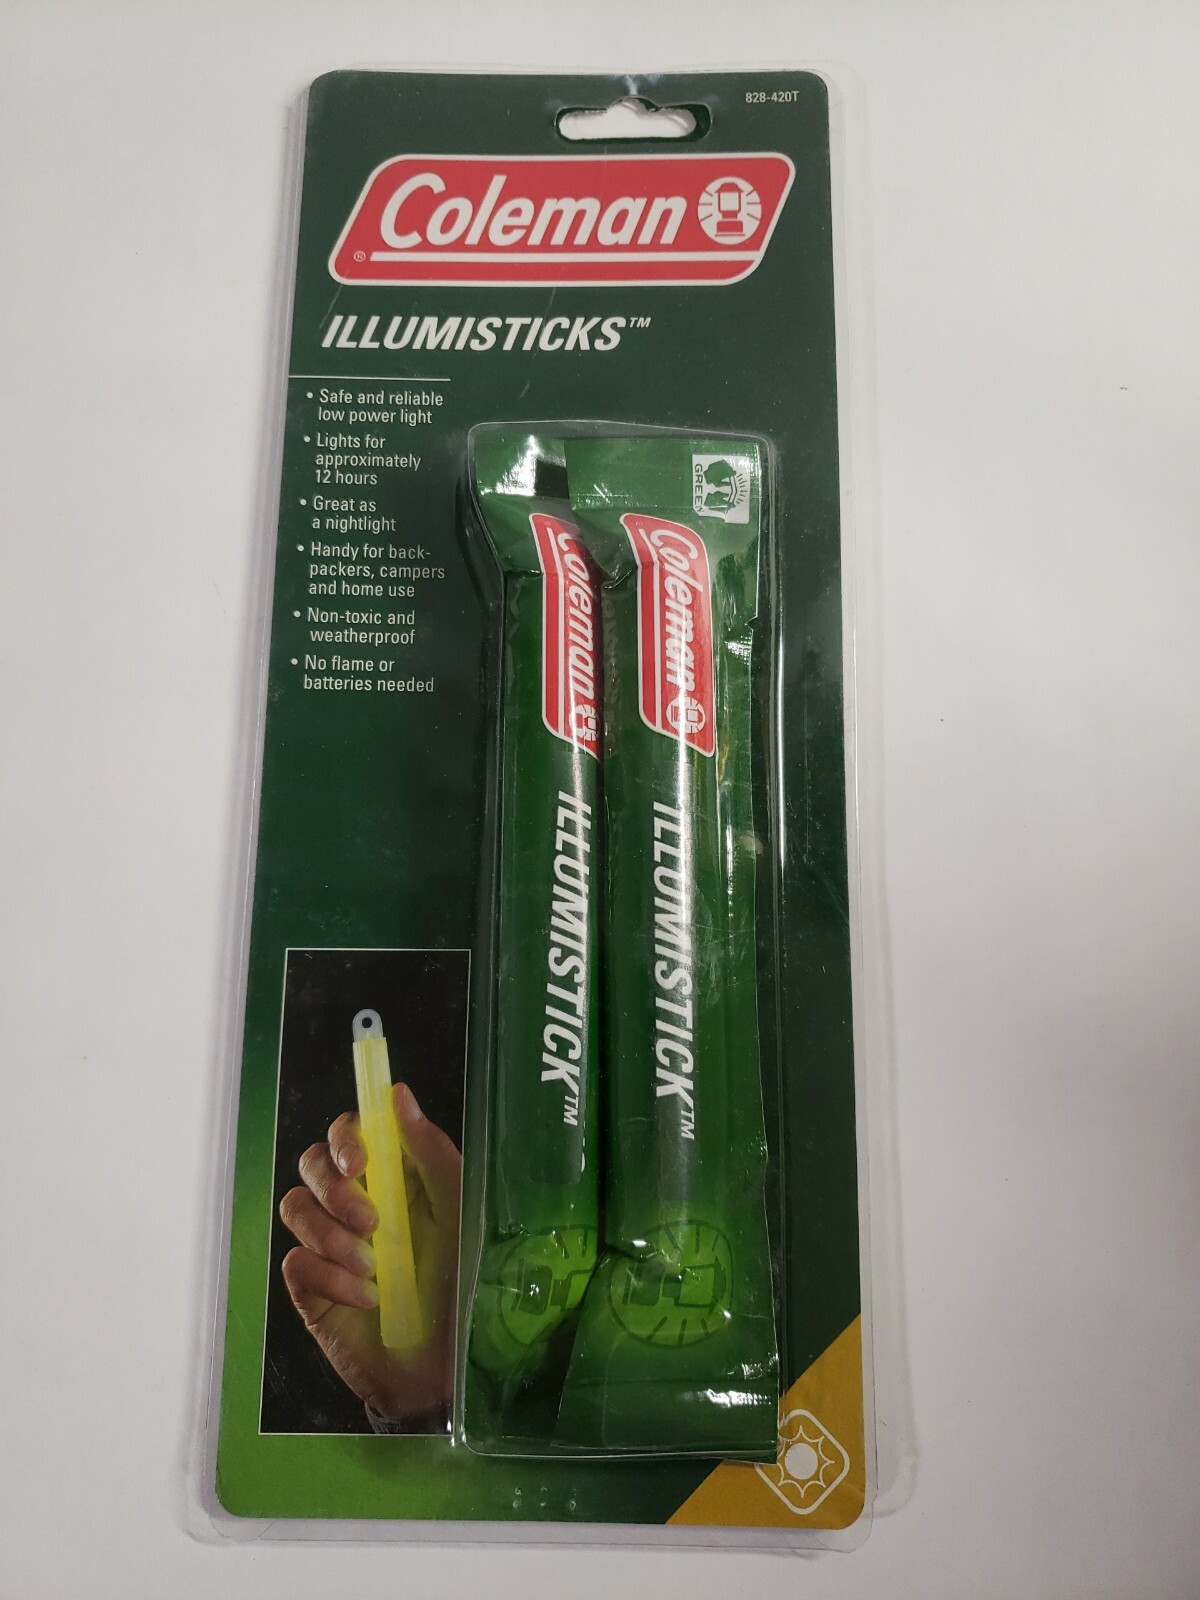 828-420T
Coleman
®
ILLUMISTICKS™
• Safe and reliable
low power light
• Lights for
approximately
12 hours
• Great as
a nightlight
• Handy for back-
packers, campers
and home use
• Non-toxic and
weatherproof
• No flame or
batteries needed
GREEN
Coleman
ILLUMISTICK™
Coleman
ILLUMISTICK™